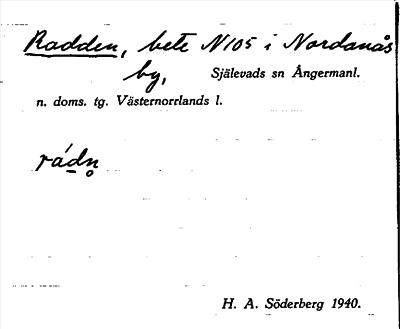 Radden, bete N105 i Nordanås
by, Själevads sn Ångermanl.
n. doms. tg. Västernorrlands l.
rádn̥
H. A. Söderberg 1940.